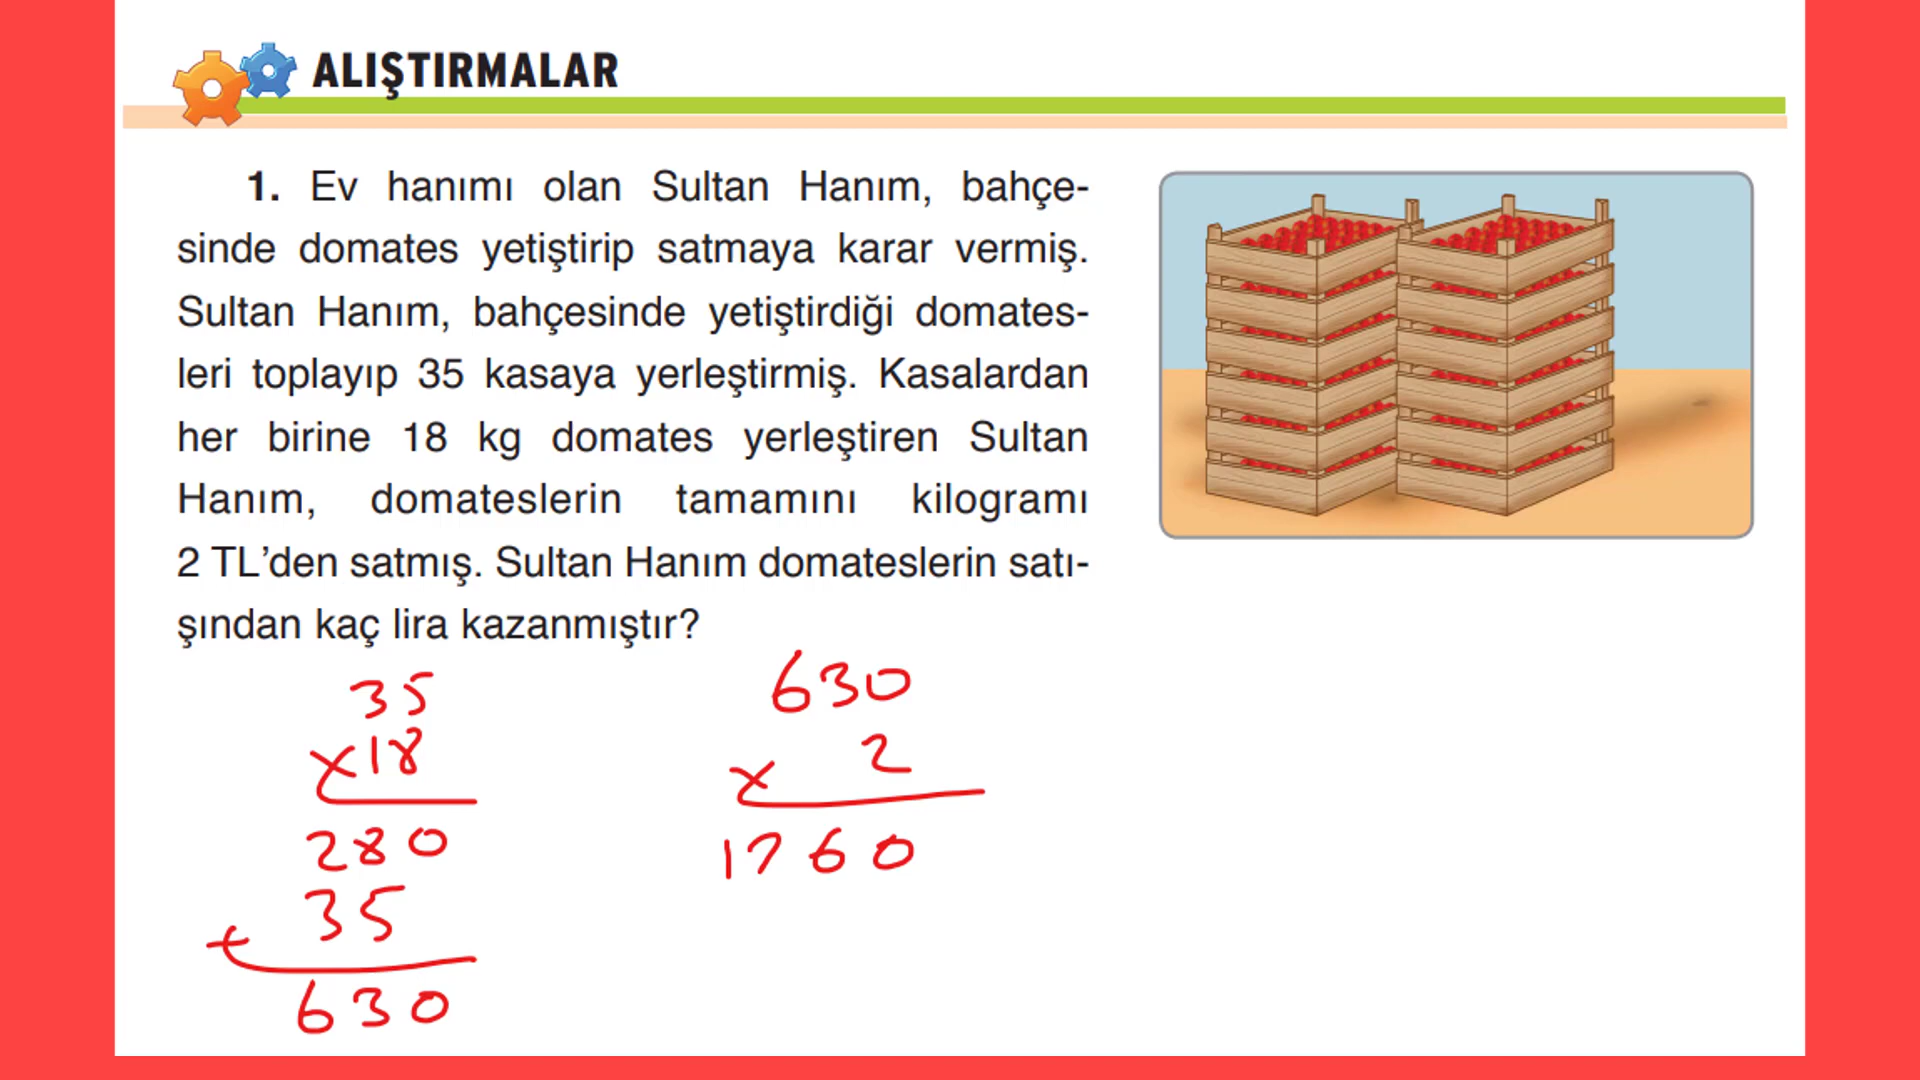 ALIŞTIRMALAR
1. Ev hanımı olan Sultan Hanım, bahçe-
sinde domates yetiştirip satmaya karar vermiş.
Sultan Hanım, bahçesinde yetiştirdiği domates-
leri toplayıp 35 kasaya yerleştirmiş. Kasalardan
her birine 18 kg domates yerleştiren Sultan
Hanım, domateslerin tamamını kilogramı
2 TL’den satmış. Sultan Hanım domateslerin satı-
şından kaç lira kazanmıştır?
35
x18
280
35
+
630
630
x 2
1760